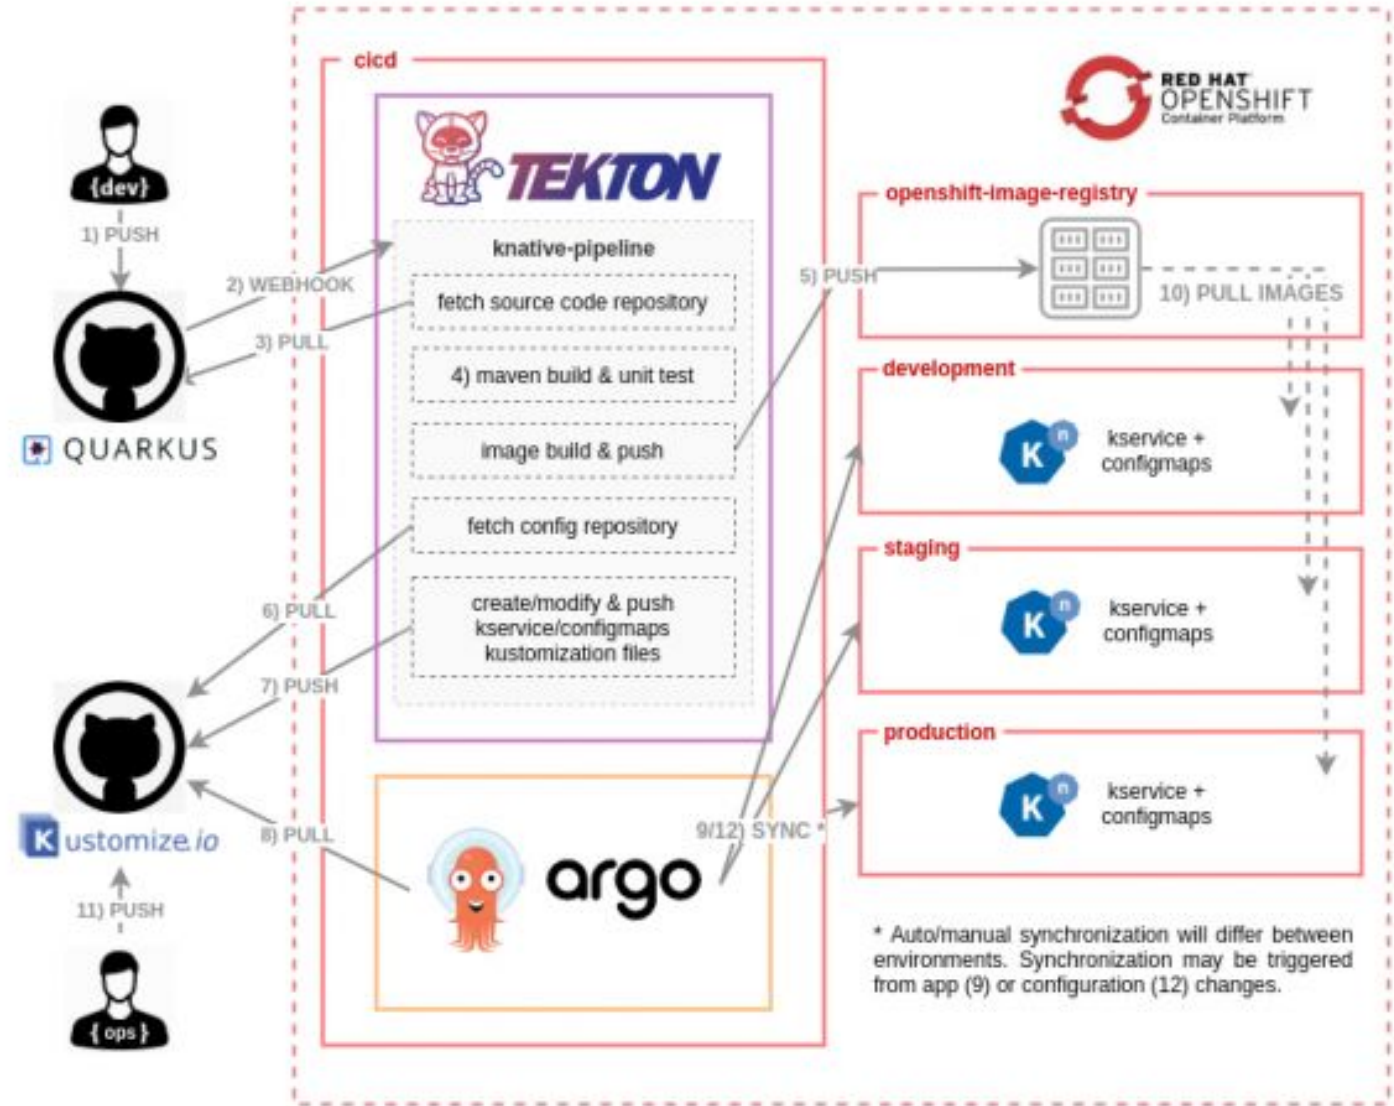 cicd
RED HAT
OPENSHIFT
Container Platform
{dev}
TEKTON
1) PUSH
openshift-image-registry
knative-pipeline
2) WEBHOOK
5) PUSH
10) PULL IMAGES
fetch source code repository
3) PULL
4) maven build & unit test
development
QUARKUS
image build & push
n
K
kservice +
configmaps
fetch config repository
staging
6) PULL
create/modify & push
kservice/configmaps
kustomization files
n
K
kservice +
configmaps
7) PUSH
production
Kustomize.io
8) PULL
9/12) SYNC *
n
K
kservice +
configmaps
argo
11) PUSH
* Auto/manual synchronization will differ between
environments. Synchronization may be triggered
from app (9) or configuration (12) changes.
{ ops }